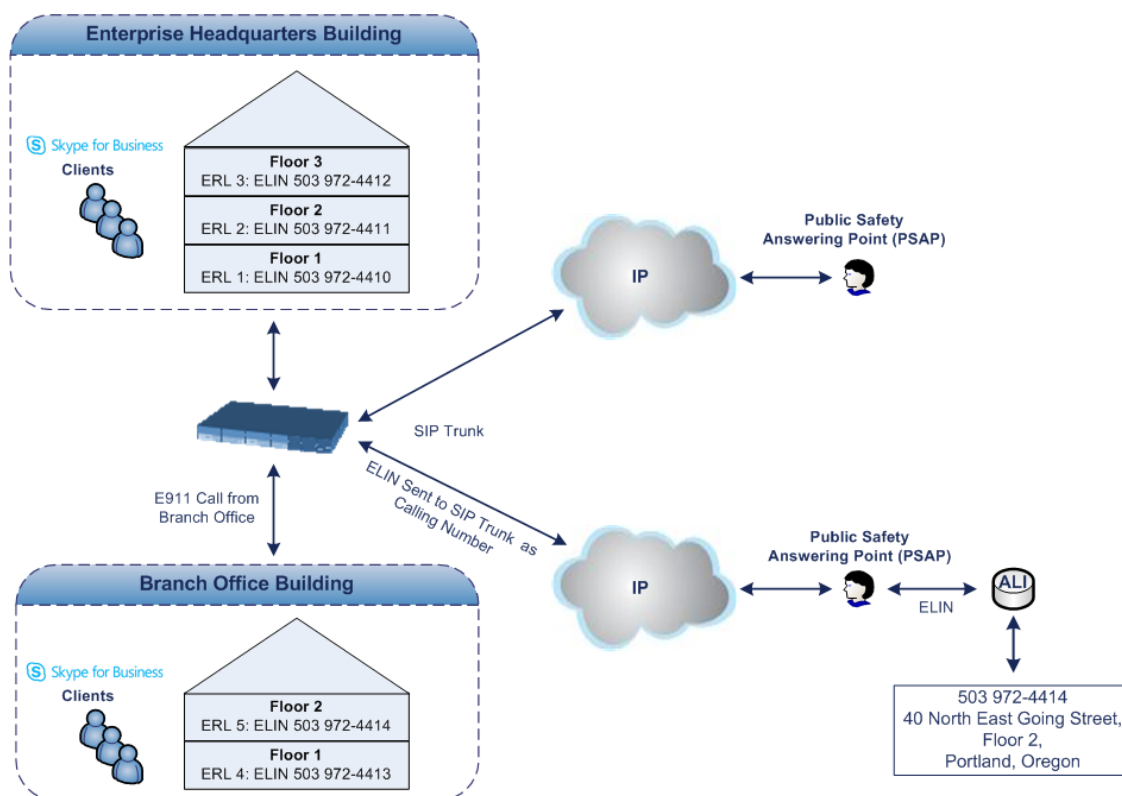 Enterprise Headquarters Building
S Skype for Business
Clients
Floor 3
ERL 3: ELIN 503 972-4412
Floor 2
ERL 2: ELIN 503 972-4411
Floor 1
ERL 1: ELIN 503 972-4410
IP
Public Safety
Answering Point (PSAP)
SIP Trunk
ELIN Sent to SIP Trunk as
Calling Number
E911 Call from
Branch Office
IP
Public Safety
Answering Point (PSAP)
ELIN
ALI
503 972-4414
40 North East Going Street,
Floor 2,
Portland, Oregon
Branch Office Building
S Skype for Business
Clients
Floor 2
ERL 5: ELIN 503 972-4414
Floor 1
ERL 4: ELIN 503 972-4413